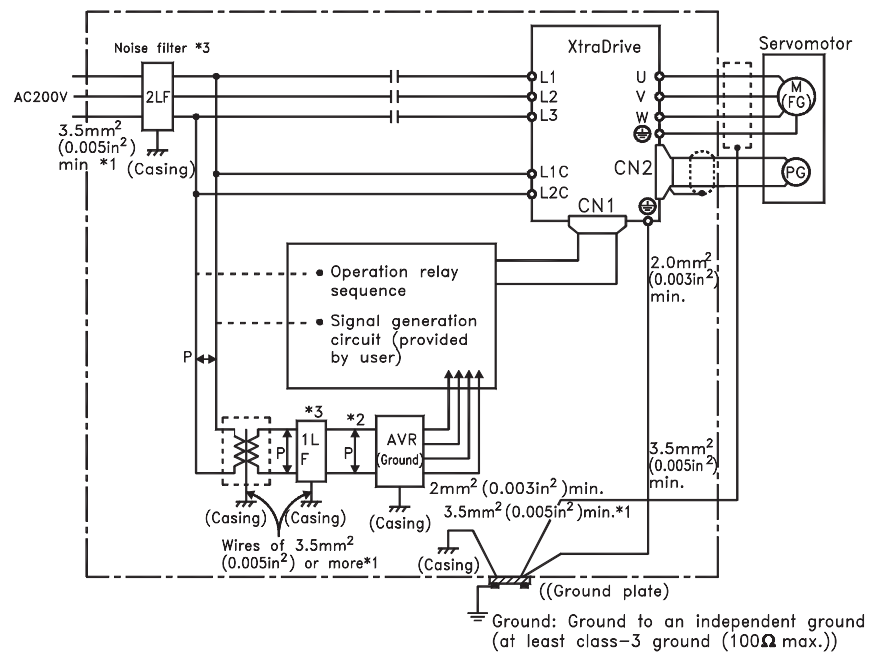 Noise filter *3
XtraDrive
Servomotor
AC200V
2LF
L1
L2
L3
U
V
W
M
(FG)
3.5mm²
(0.005in²)
min *1
(Casing)
L1C
L2C
CN2
PG
CN1
• Operation relay
sequence
2.0mm²
(0.003in²)
min.
• Signal generation
circuit (provided
by user)
P
*3
*2
1L
F
P
P
AVR
(Ground)
3.5mm²
(0.005in²)
min.
2mm² (0.003in²)min.
3.5mm² (0.005in²)min.*1
(Casing)
(Casing)
(Casing)
Wires of 3.5mm²
(0.005in²) or more*1
(Casing)
((Ground plate)
Ground: Ground to an independent ground
(at least class-3 ground (100Ω max.))